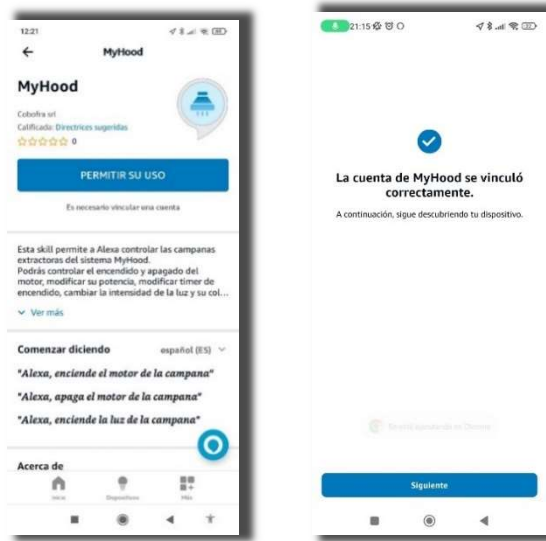 12:21
MyHood
MyHood
Cobofra srl
Calificada: Directrices sugeridas
0
PERMITIR SU USO
Es necesario vincular una cuenta
Esta skill permite a Alexa controlar las campanas
extractoras del sistema MyHood.
Podrás controlar el encendido y apagado del
motor, modificar su potencia, modificar timer de
encendido, cambiar la intensidad de la luz y su col...
Ver más
Comenzar diciendo español (ES)
"Alexa, enciende el motor de la campana"
"Alexa, apaga el motor de la campana"
"Alexa, enciende la luz de la campana"
Acerca de
Inicio Dispositivos Más
21:15
La cuenta de MyHood se vinculó
correctamente.
A continuación, sigue descubriendo tu dispositivo.
Siguiente